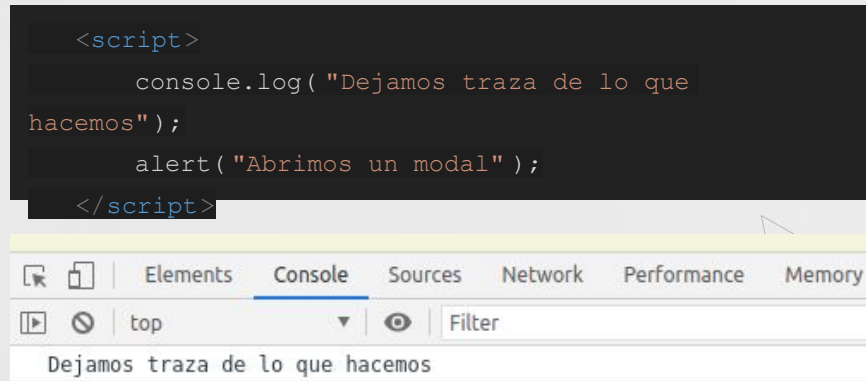 <script>
console.log("Dejamos traza de lo que
hacemos");
alert("Abrimos un modal");
</script>
Elements Console Sources Network Performance Memory
top Filter
Dejamos traza de lo que hacemos